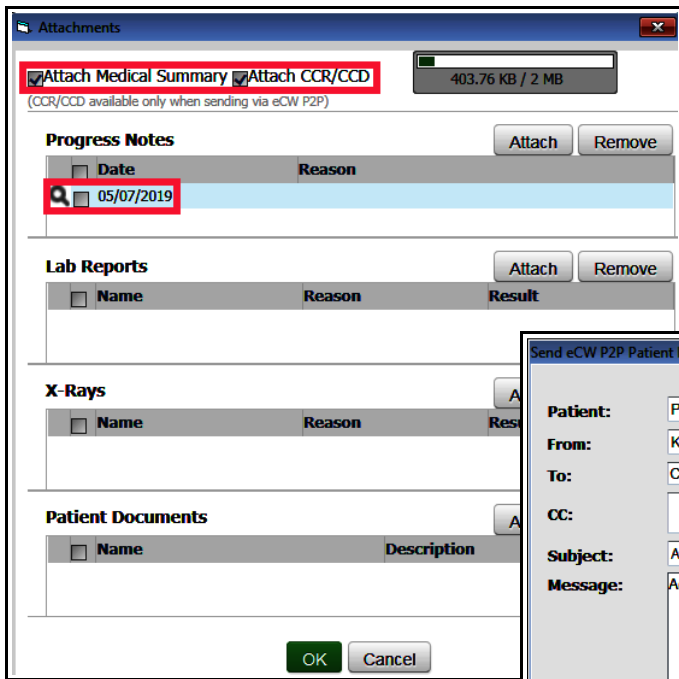 Attachments
Attach Medical Summary Attach CCR/CCD
403.76 KB / 2 MB
(CCR/CCD available only when sending via eCW P2P)
Progress Notes Attach Remove
Date Reason
05/07/2019
Lab Reports Attach Remove
Name Reason Result
X-Rays
Name Reason
Patient Documents
Name Description
OK Cancel
Send eCW P2P Patient
Patient: P
From: K
To: C
CC:
Subject: A
Message: